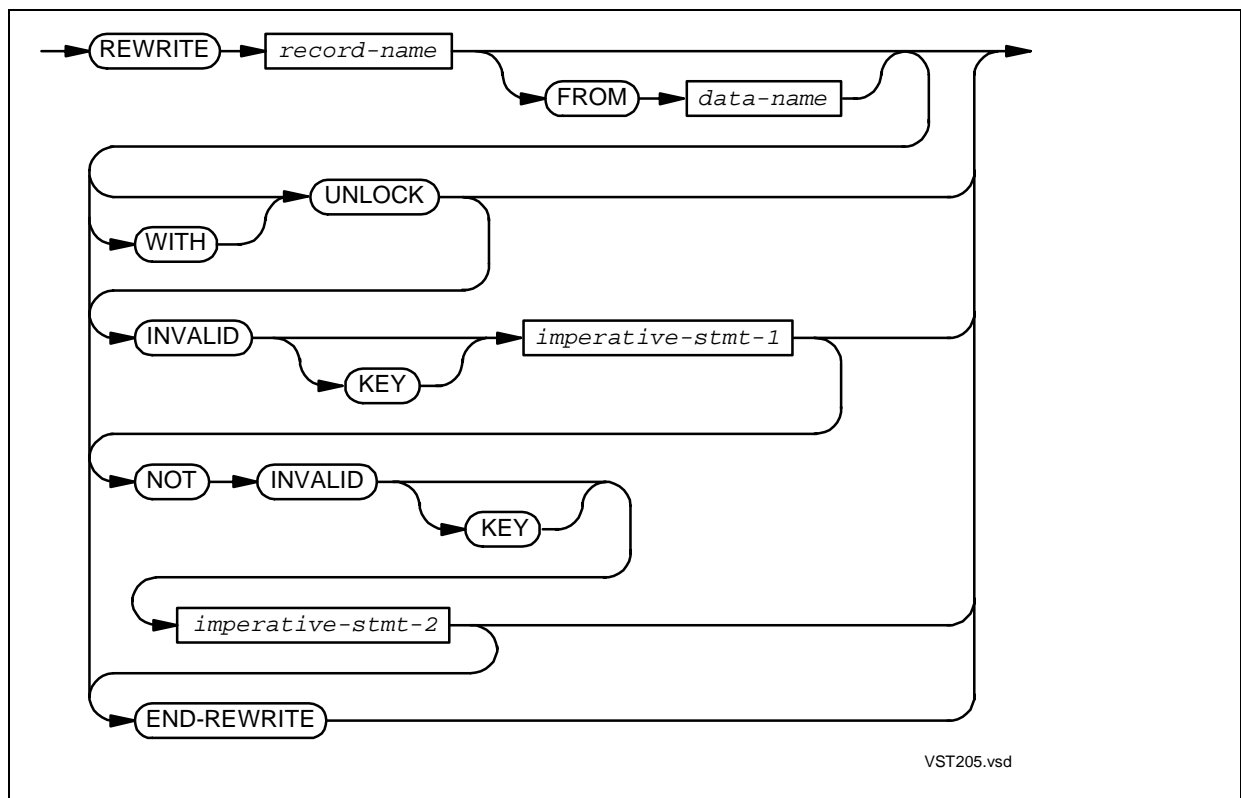 REWRITE record-name
FROM data-name
UNLOCK
WITH
INVALID imperative-stmt-1
KEY
NOT INVALID
KEY
imperative-stmt-2
END-REWRITE
VST205.vsd